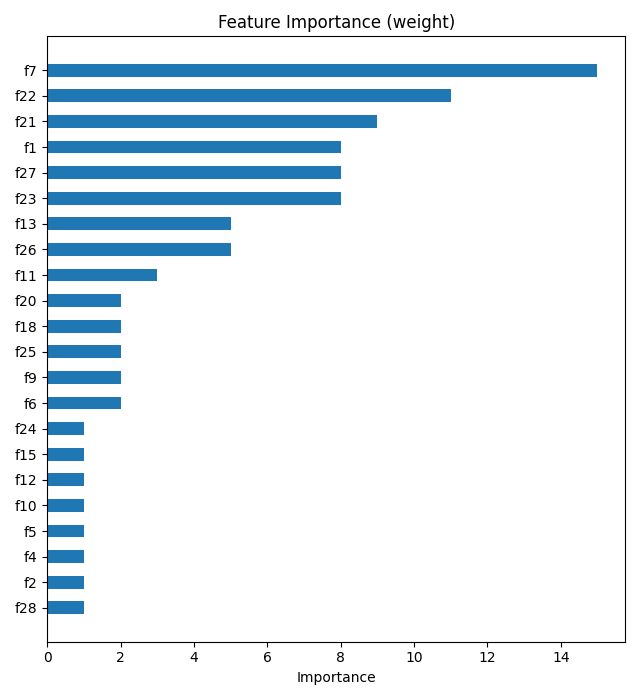 Feature Importance (weight)
f7
f22
f21
f1
f27
f23
f13
f26
f11
f20
f18
f25
f9
f6
f24
f15
f12
f10
f5
f4
f2
f28
0 2 4 6 8 10 12 14
Importance